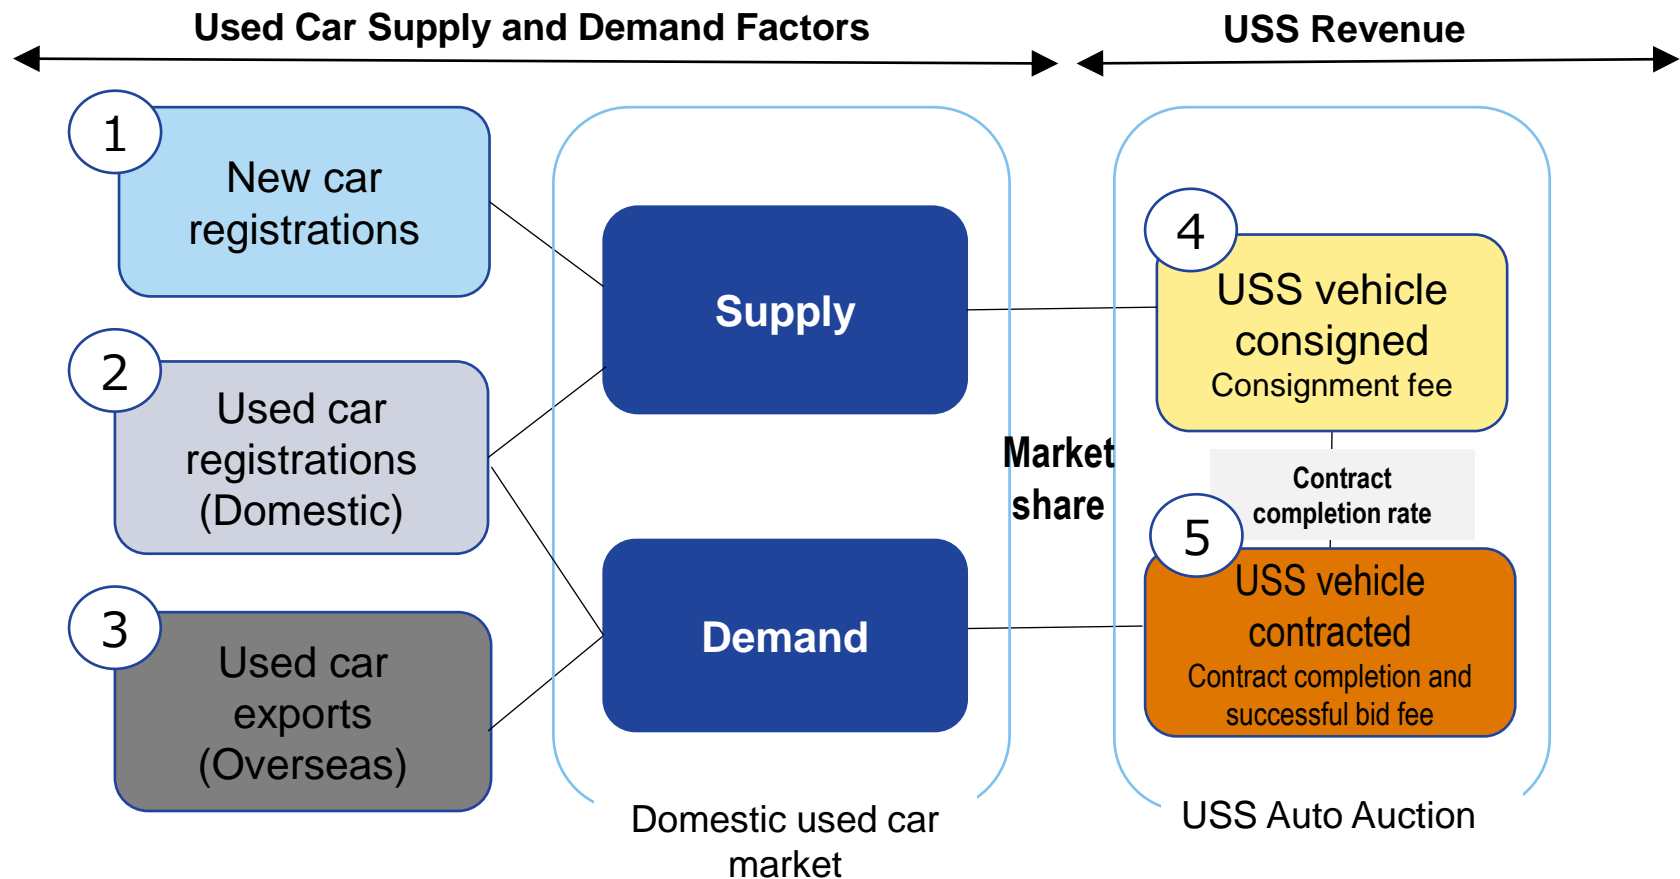 Used Car Supply and Demand Factors
USS Revenue
1
New car
registrations
2
Used car
registrations
(Domestic)
3
Used car
exports
(Overseas)
Supply
Demand
Domestic used car
market
Market
share
4
USS vehicle
consigned
Consignment fee
Contract
completion rate
5
USS vehicle
contracted
Contract completion and
successful bid fee
USS Auto Auction